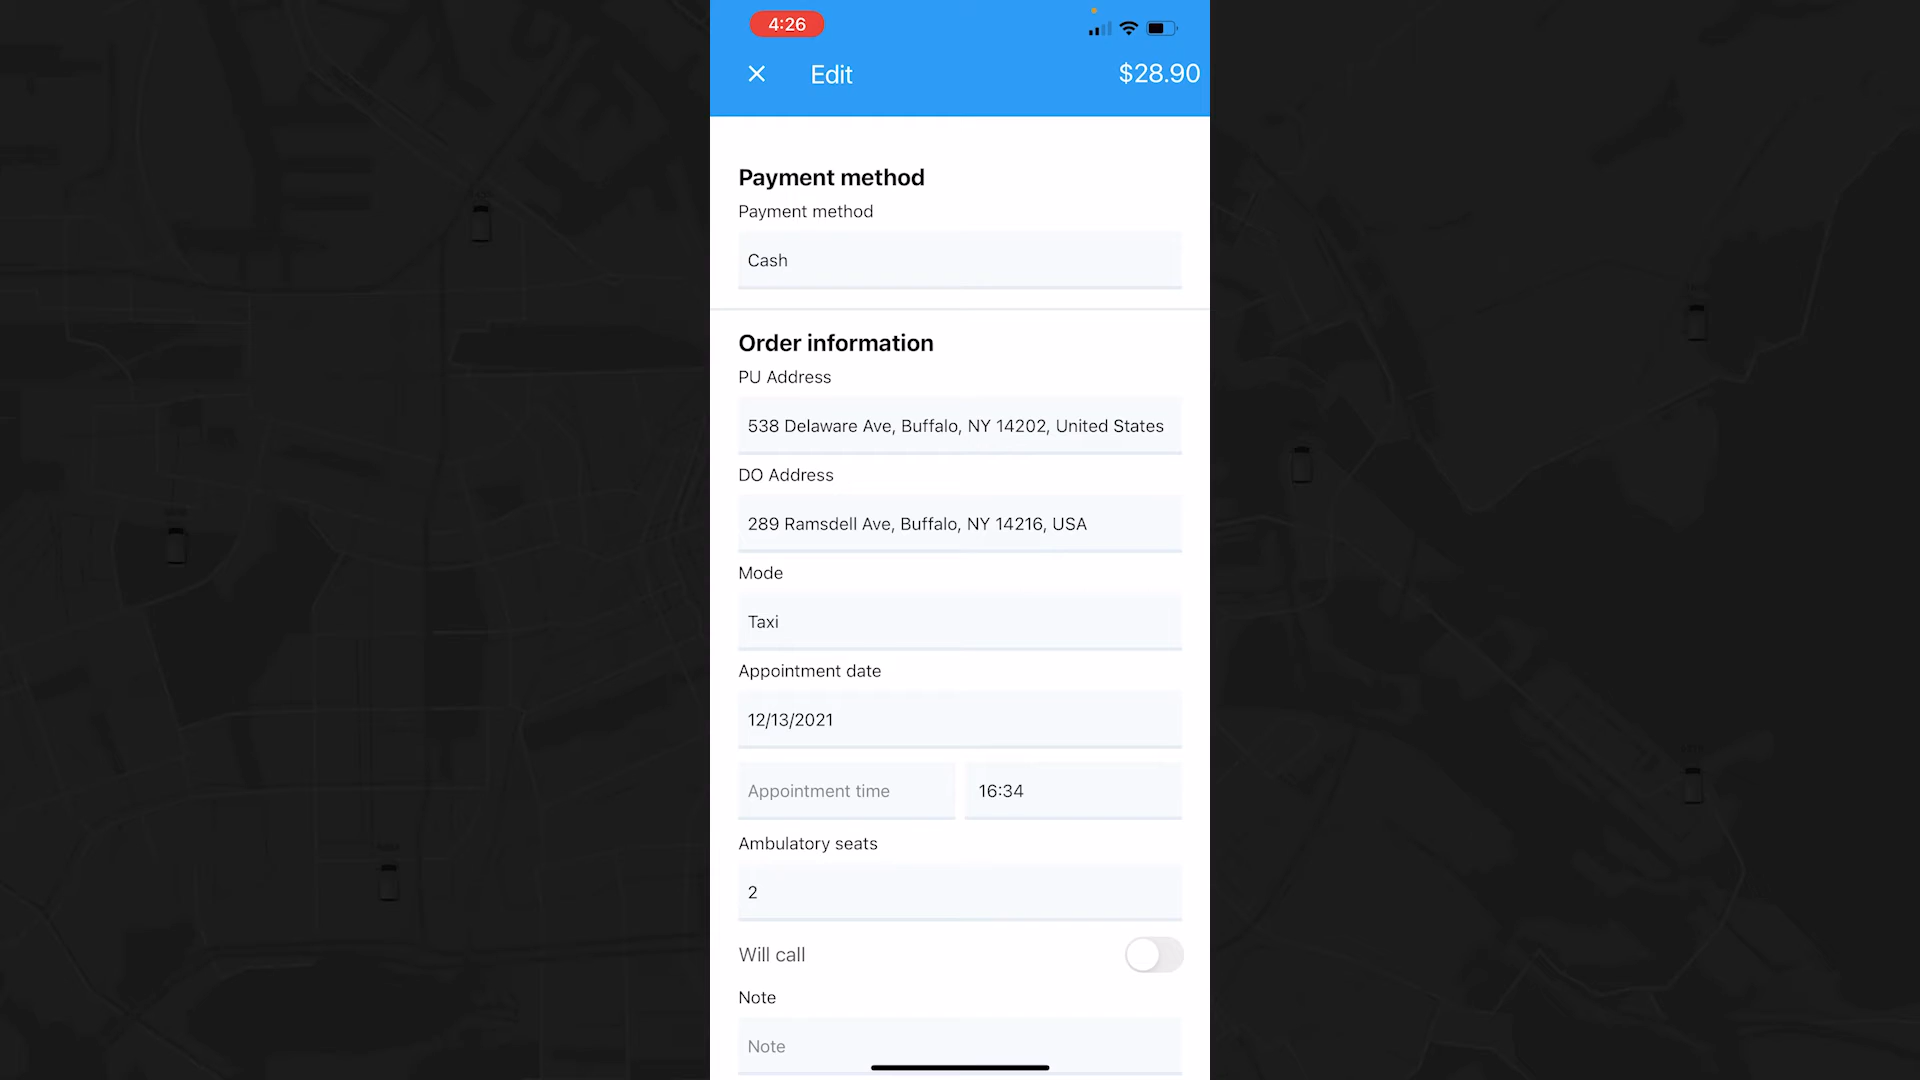 4:26
Edit
$28.90
Payment method
Payment method
Cash
Order information
PU Address
538 Delaware Ave, Buffalo, NY 14202, United States
DO Address
289 Ramsdell Ave, Buffalo, NY 14216, USA
Mode
Taxi
Appointment date
12/13/2021
Appointment time
16:34
Ambulatory seats
2
Will call
Note
Note